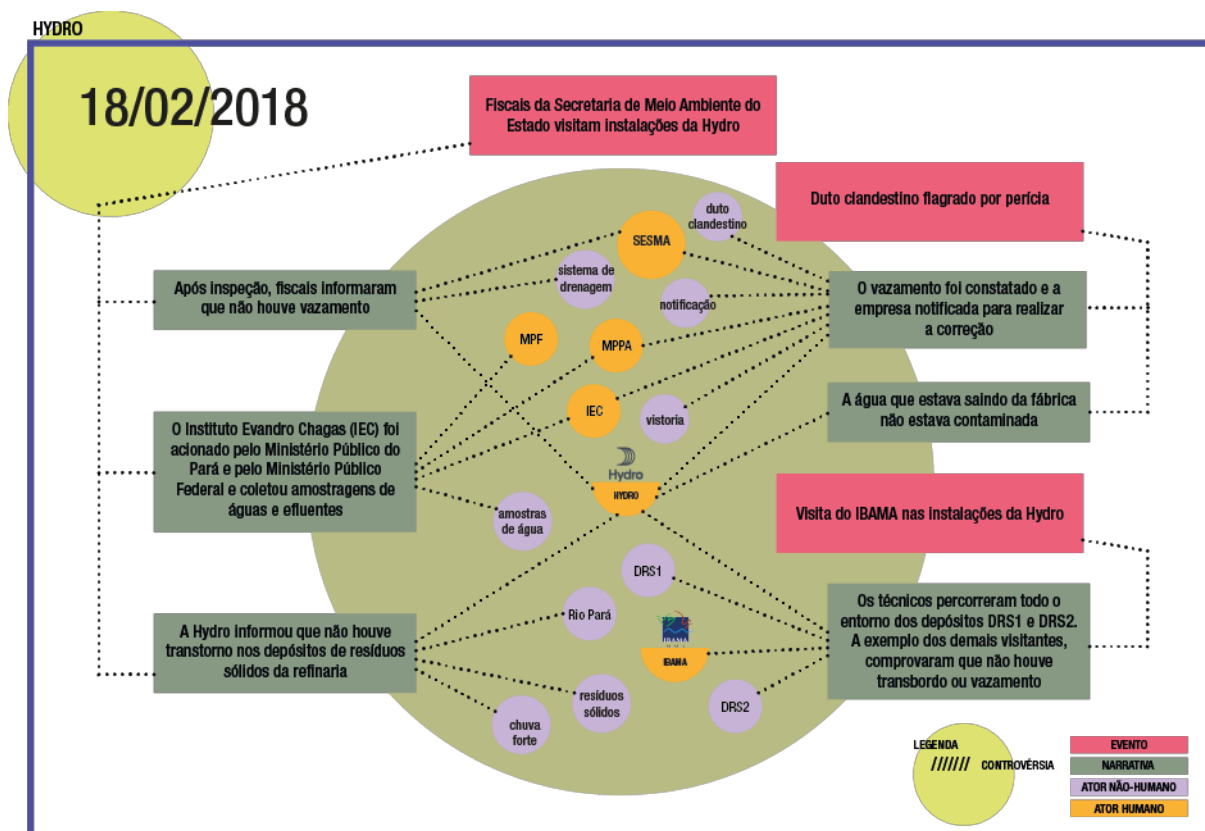 HYDRO
18/02/2018
Fiscais da Secretaria de Meio Ambiente do
Estado visitam instalações da Hydro
Duto clandestino flagrado por perícia
duto
clandestino
SESMA
sistema de
drenagem
notificação
Após inspeção, fiscais informaram
que não houve vazamento
O vazamento foi constatado e a
empresa notificada para realizar
a correção
MPF
MPPA
IEC
vistoria
A água que estava saindo da fábrica
não estava contaminada
O Instituto Evandro Chagas (IEC) foi
acionado pelo Ministério Público do
Pará e pelo Ministério Público
Federal e coletou amostragens de
águas e efluentes
Hydro
HYDRO
amostras
de água
Visita do IBAMA nas instalações da Hydro
DRS1
Rio Pará
IBAMA
M M A
IBAMA
Os técnicos percorreram todo o
entorno dos depósitos DRS1 e DRS2.
A exemplo dos demais visitantes,
comprovaram que não houve
transbordo ou vazamento
A Hydro informou que não houve
transtorno nos depósitos de resíduos
sólidos da refinaria
resíduos
sólidos
DRS2
chuva
forte
LEGENDA
/////// CONTROVÉRSIA
EVENTO
NARRATIVA
ATOR NÃO-HUMANO
ATOR HUMANO